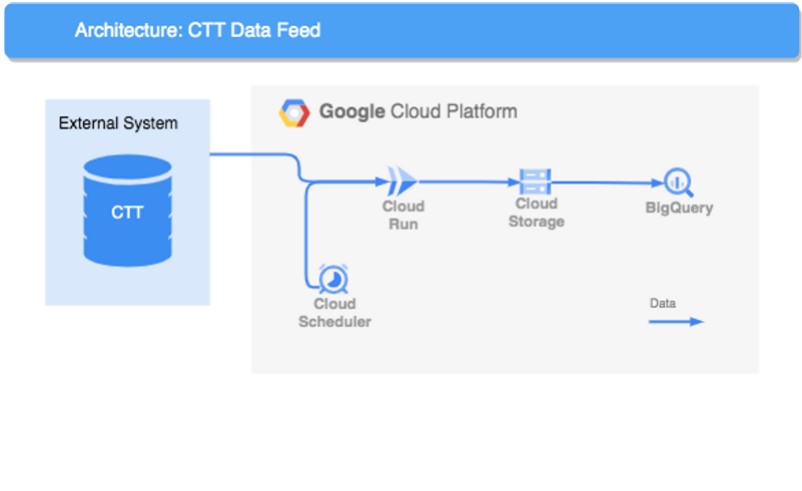 Architecture: CTT Data Feed
External System
CTT
Google Cloud Platform
Cloud
Run
Cloud
Storage
BigQuery
Cloud
Scheduler
Data